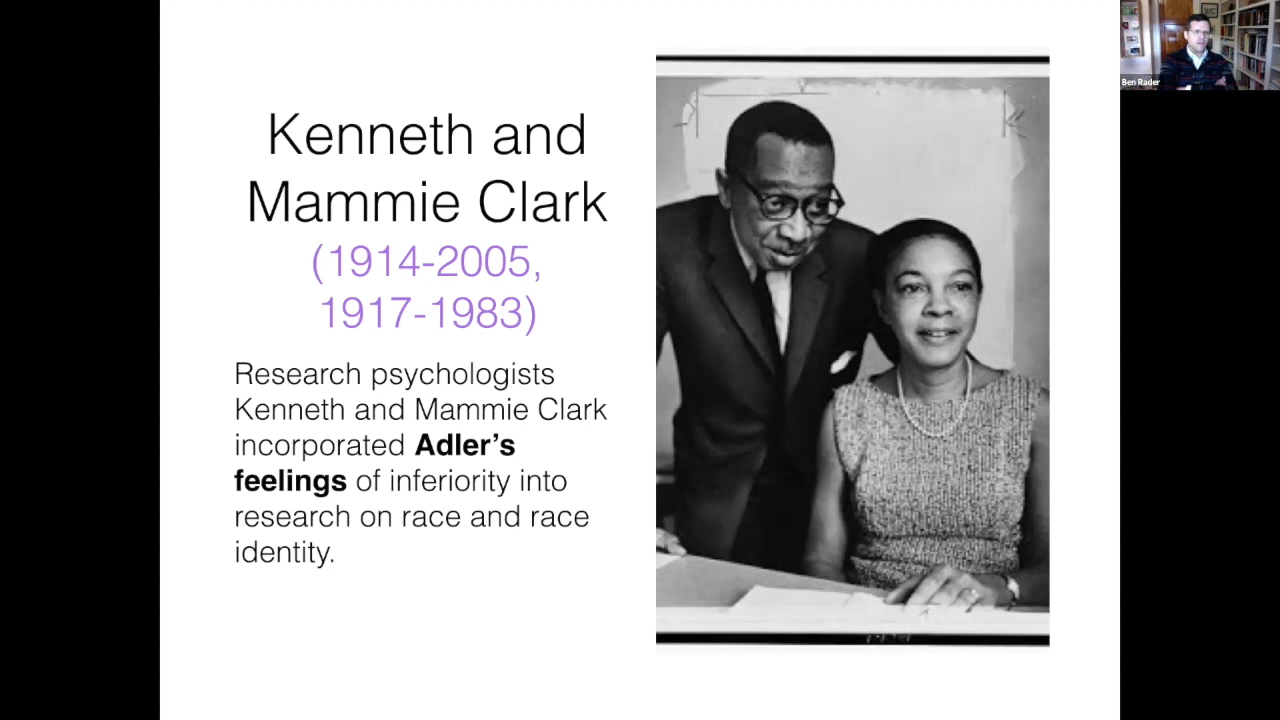 Kenneth and
Mammie Clark
(1914-2005,
1917-1983)
Research psychologists
Kenneth and Mammie Clark
incorporated Adler’s
feelings of inferiority into
research on race and race
identity.
Ben Rader